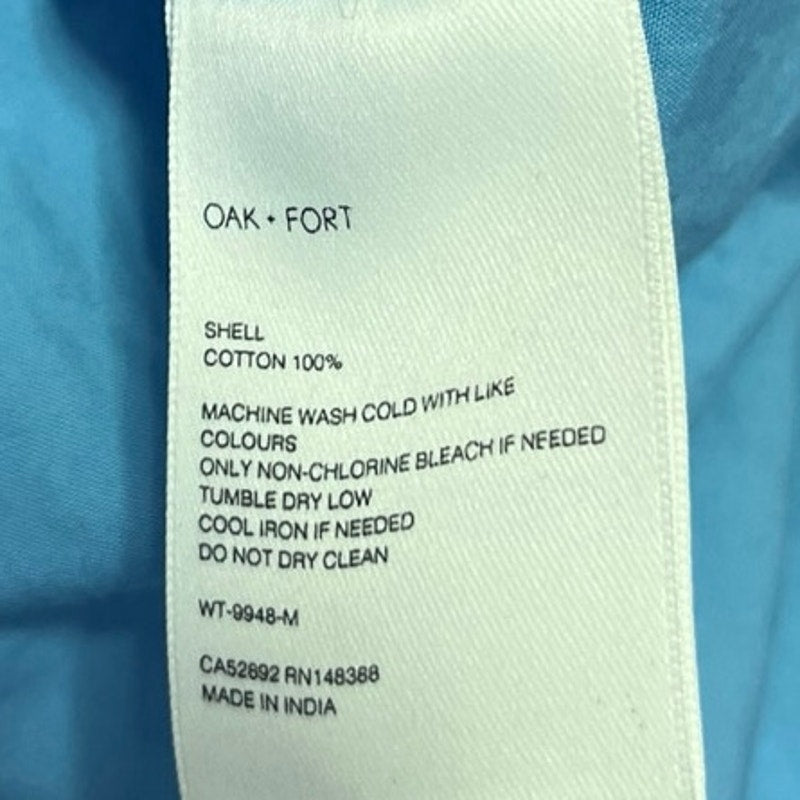 OAK + FORT
SHELL
COTTON 100%
MACHINE WASH COLD WITH LIKE
COLOURS
ONLY NON-CHLORINE BLEACH IF NEEDED
TUMBLE DRY LOW
COOL IRON IF NEEDED
DO NOT DRY CLEAN
WT-9948-M
CA52692 RN148368
MADE IN INDIA